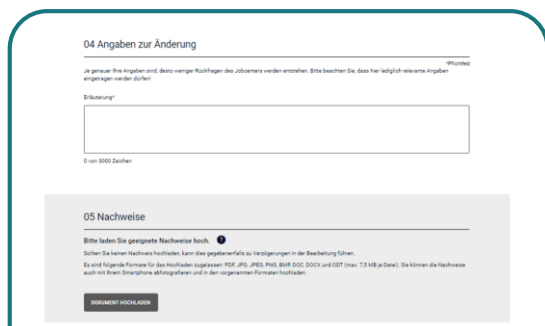 04 Angaben zur Änderung
*Pflichtfeld
Je genauer Ihre Angaben sind, desto weniger Rückfragen des Jobcenters werden entstehen. Bitte beachten Sie, dass hier lediglich relevante Angaben
eingetragen werden dürfen!
Erläuterung*
0 von 3000 Zeichen
05 Nachweise
Bitte laden Sie geeignete Nachweise hoch. ?
Sollten Sie keinen Nachweis hochladen, kann dies gegebenenfalls zu Verzögerungen in der Bearbeitung führen.
Es sind folgende Formate für das Hochladen zugelassen: PDF, JPG, JPEG, PNG, BMP, DOC, DOCX und ODT (max. 7.5 MB je Datei). Sie können die Nachweise
auch mit Ihrem Smartphone abfotografieren und in den vorgenannten Formaten hochladen.
DOKUMENT HOCHLADEN